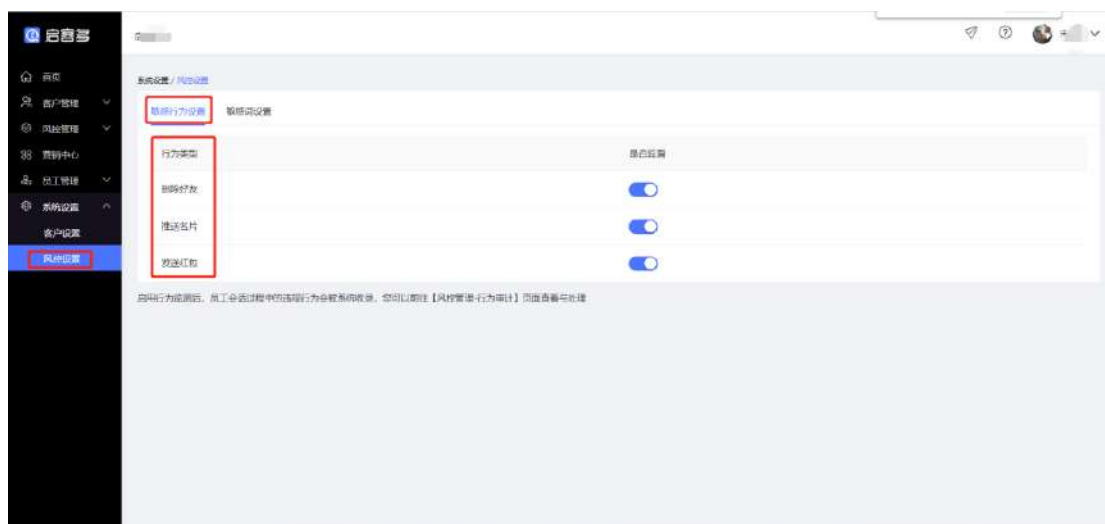 启客多
首页
客户管理
风控管理
营销中心
员工管理
系统设置
客户设置
风控设置
系统设置 / 风控设置
敏感行为设置 敏感词设置
行为类型 是否监测
删除好友
推送名片
发送红包
启用行为监测后，员工会话过程中的违规行为会被系统收录，您可以前往【风控管理-行为审计】页面查看与处理